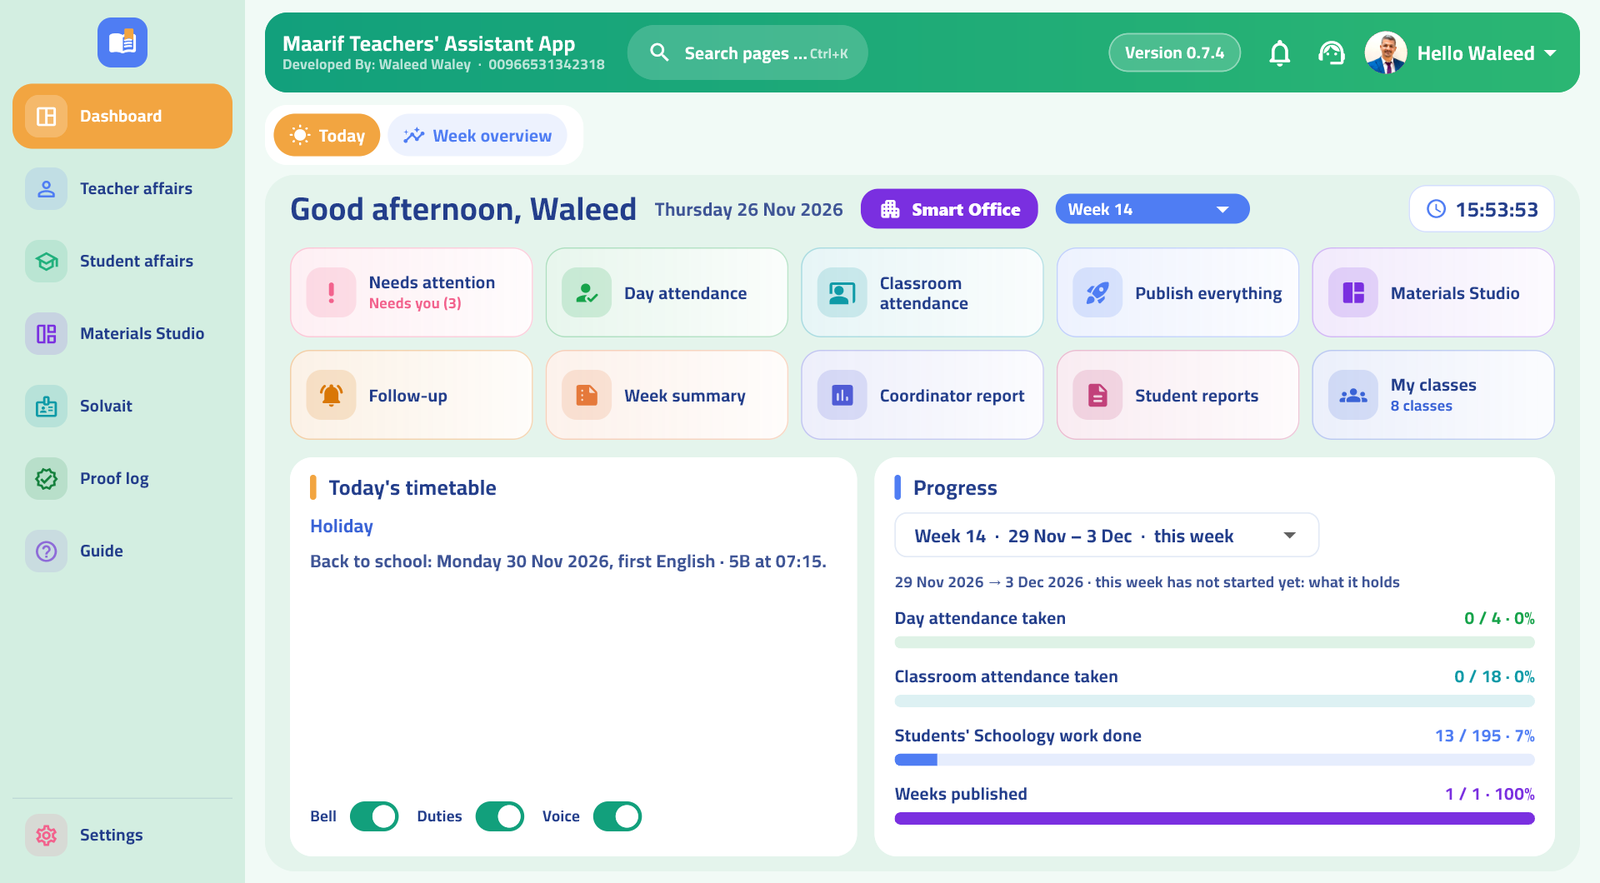 Maarif Teachers' Assistant App
Developed By: Waleed Waley · 00966531342318
Search pages ... Ctrl+K
Version 0.7.4
Hello Waleed
Dashboard
Teacher affairs
Student affairs
Materials Studio
Solvait
Proof log
Guide
Settings
Today
Week overview
Good afternoon, Waleed
Thursday 26 Nov 2026
Smart Office
Week 14
15:53:53
Needs attention
Needs you (3)
Day attendance
Classroom
attendance
Publish everything
Materials Studio
Follow-up
Week summary
Coordinator report
Student reports
My classes
8 classes
Today's timetable
Holiday
Back to school: Monday 30 Nov 2026, first English · 5B at 07:15.
Bell
Duties
Voice
Progress
Week 14 · 29 Nov – 3 Dec · this week
29 Nov 2026 → 3 Dec 2026 · this week has not started yet: what it holds
Day attendance taken
0 / 4 · 0%
Classroom attendance taken
0 / 18 · 0%
Students' Schoology work done
13 / 195 · 7%
Weeks published
1 / 1 · 100%